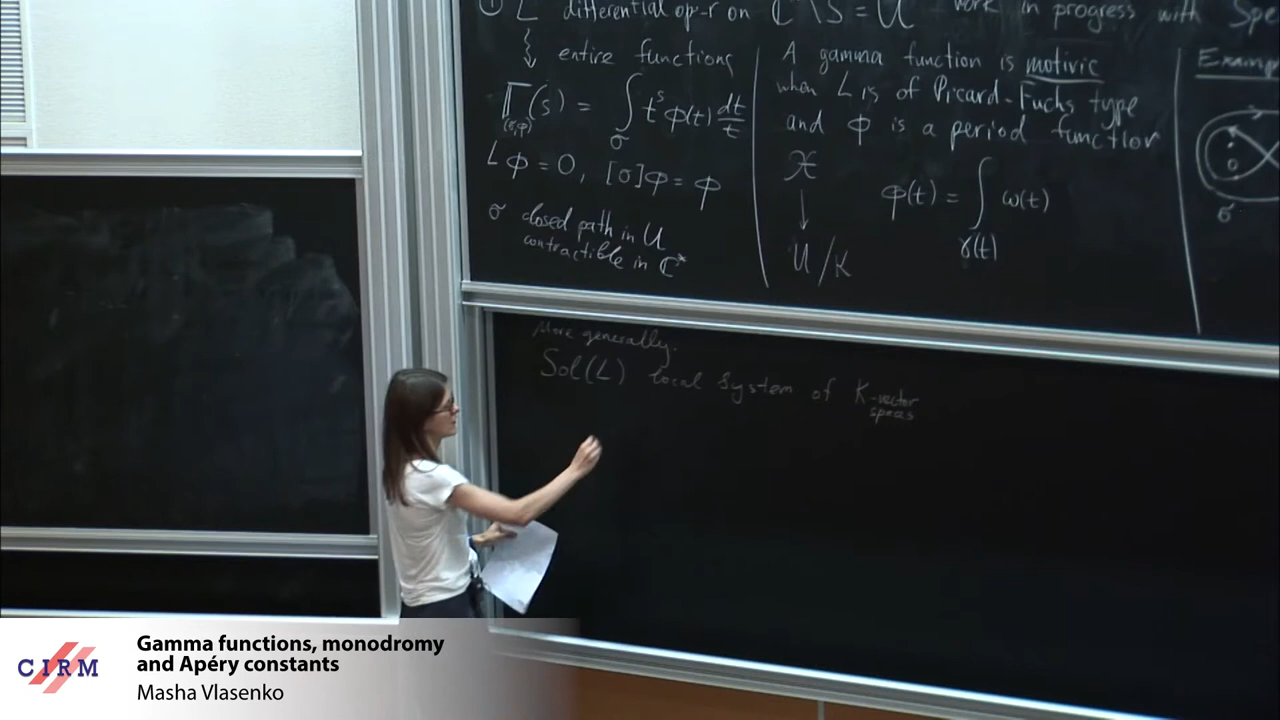 ① L differential op-r on ℂ \ S = U work in progress with Spe
entire functions
Γ(s) = ∫ t^s φ(t) dt/t
(σ,φ) σ
Lφ = 0, [σ]φ = φ
σ closed path in U
contractible in ℂ*
A gamma function is motivic
when L is of Picard-Fuchs type
and φ is a period function
𝒳
↓
U/K
φ(t) = ∫ ω(t)
γ(t)
Examp
σ
More generally.
Sol(L) local system of K-vector
spaces
CIRM
Gamma functions, monodromy
and Apéry constants
Masha Vlasenko